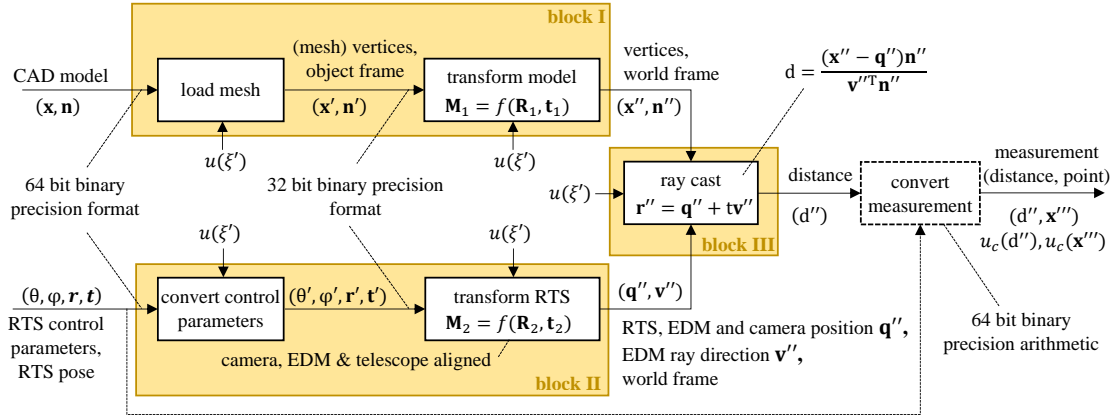 block I
CAD model
(𝐱, 𝐧)
load mesh
(mesh) vertices,
object frame
(𝐱′, 𝐧′)
transform model
𝐌₁ = f(𝐑₁, 𝐭₁)
vertices,
world frame
(𝐱′′, 𝐧′′)
d = (𝐱′′ − 𝐪′′)𝐧′′
𝐯′′ᵀ𝐧′′
u(ξ′)
u(ξ′)
64 bit binary
precision format
32 bit binary precision
format
u(ξ′)
ray cast
𝐫′′ = 𝐪′′ + t𝐯′′
block III
distance
(d′′)
convert
measurement
measurement
(distance, point)
(d′′, 𝐱′′′)
u_c(d′′), u_c(𝐱′′′)
u(ξ′)
u(ξ′)
(θ, φ, 𝒓, 𝒕)
RTS control
parameters,
RTS pose
convert control
parameters
(θ′, φ′, 𝐫′, 𝐭′)
transform RTS
𝐌₂ = f(𝐑₂, 𝐭₂)
camera, EDM & telescope aligned
block II
(𝐪′′, 𝐯′′)
RTS, EDM and camera position 𝐪′′,
EDM ray direction 𝐯′′,
world frame
64 bit binary
precision arithmetic